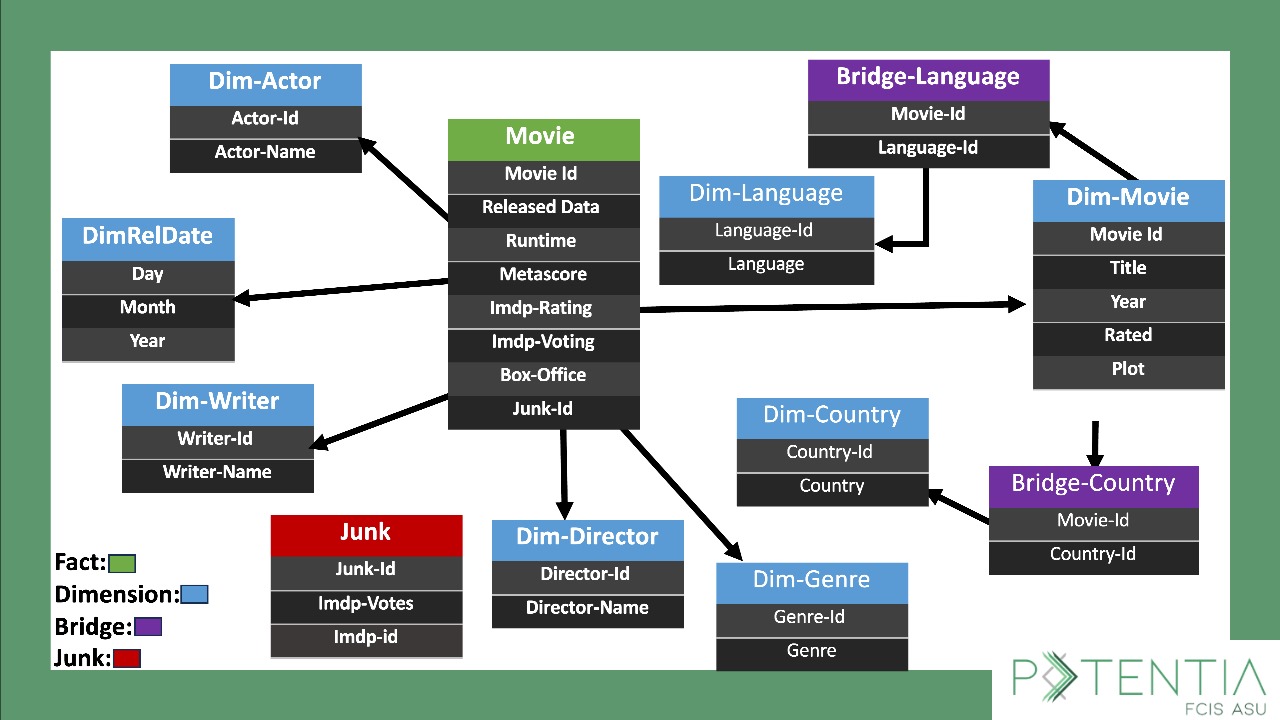 Dim-Actor
Actor-Id
Actor-Name
Bridge-Language
Movie-Id
Language-Id
Movie
Movie Id
Released Data
Runtime
Metascore
Imdp-Rating
Imdp-Voting
Box-Office
Junk-Id
Dim-Language
Language-Id
Language
Dim-Movie
Movie Id
Title
Year
Rated
Plot
DimRelDate
Day
Month
Year
Dim-Writer
Writer-Id
Writer-Name
Dim-Country
Country-Id
Country
Bridge-Country
Movie-Id
Country-Id
Junk
Junk-Id
Imdp-Votes
Imdp-id
Dim-Director
Director-Id
Director-Name
Dim-Genre
Genre-Id
Genre
Fact:
Dimension:
Bridge:
Junk:
POTENTIA
FCIS ASU